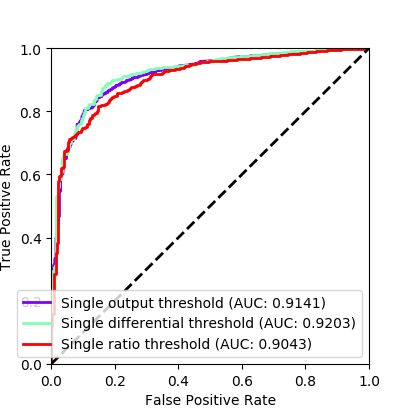 1.0
0.8
0.6
0.4
0.2
0.0
True Positive Rate
Single output threshold (AUC: 0.9141)
Single differential threshold (AUC: 0.9203)
Single ratio threshold (AUC: 0.9043)
0.0 0.2 0.4 0.6 0.8 1.0
False Positive Rate